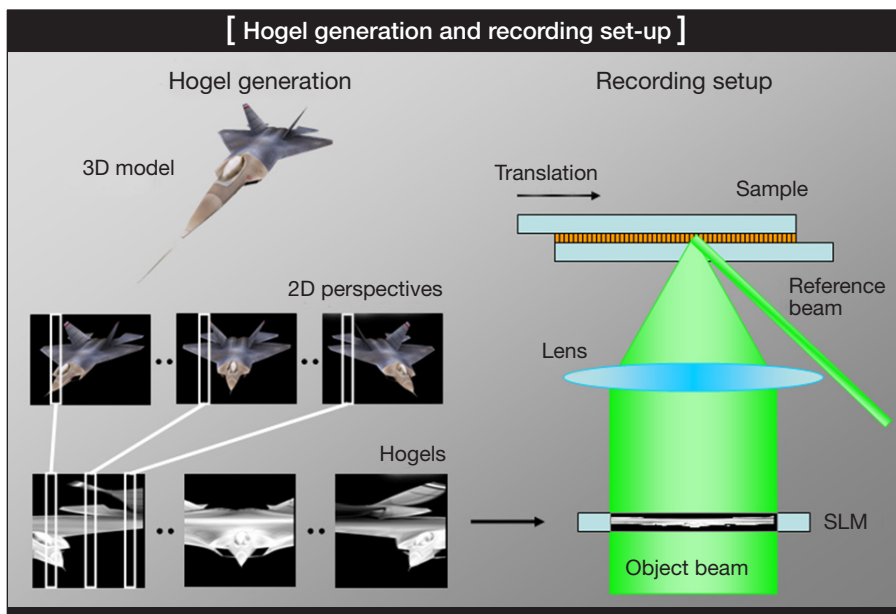 [ Hogel generation and recording set-up ]
Hogel generation
3D model
2D perspectives
Hogels
Recording setup
Translation
Sample
Reference
beam
Lens
SLM
Object beam